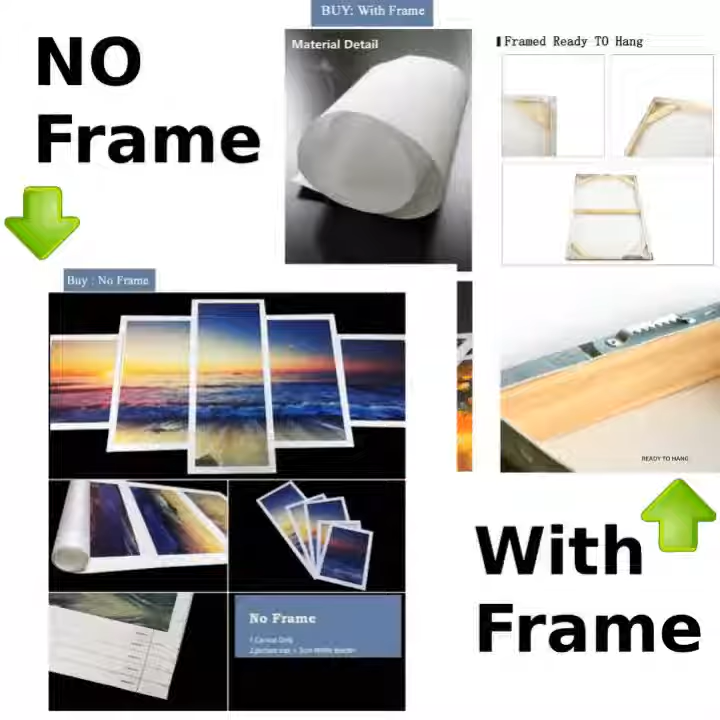 BUY: With Frame
NO
Frame
Material Detail
Framed Ready TO Hang
Buy : No Frame
READY TO HANG
With
Frame
No Frame
1.Canvas Only